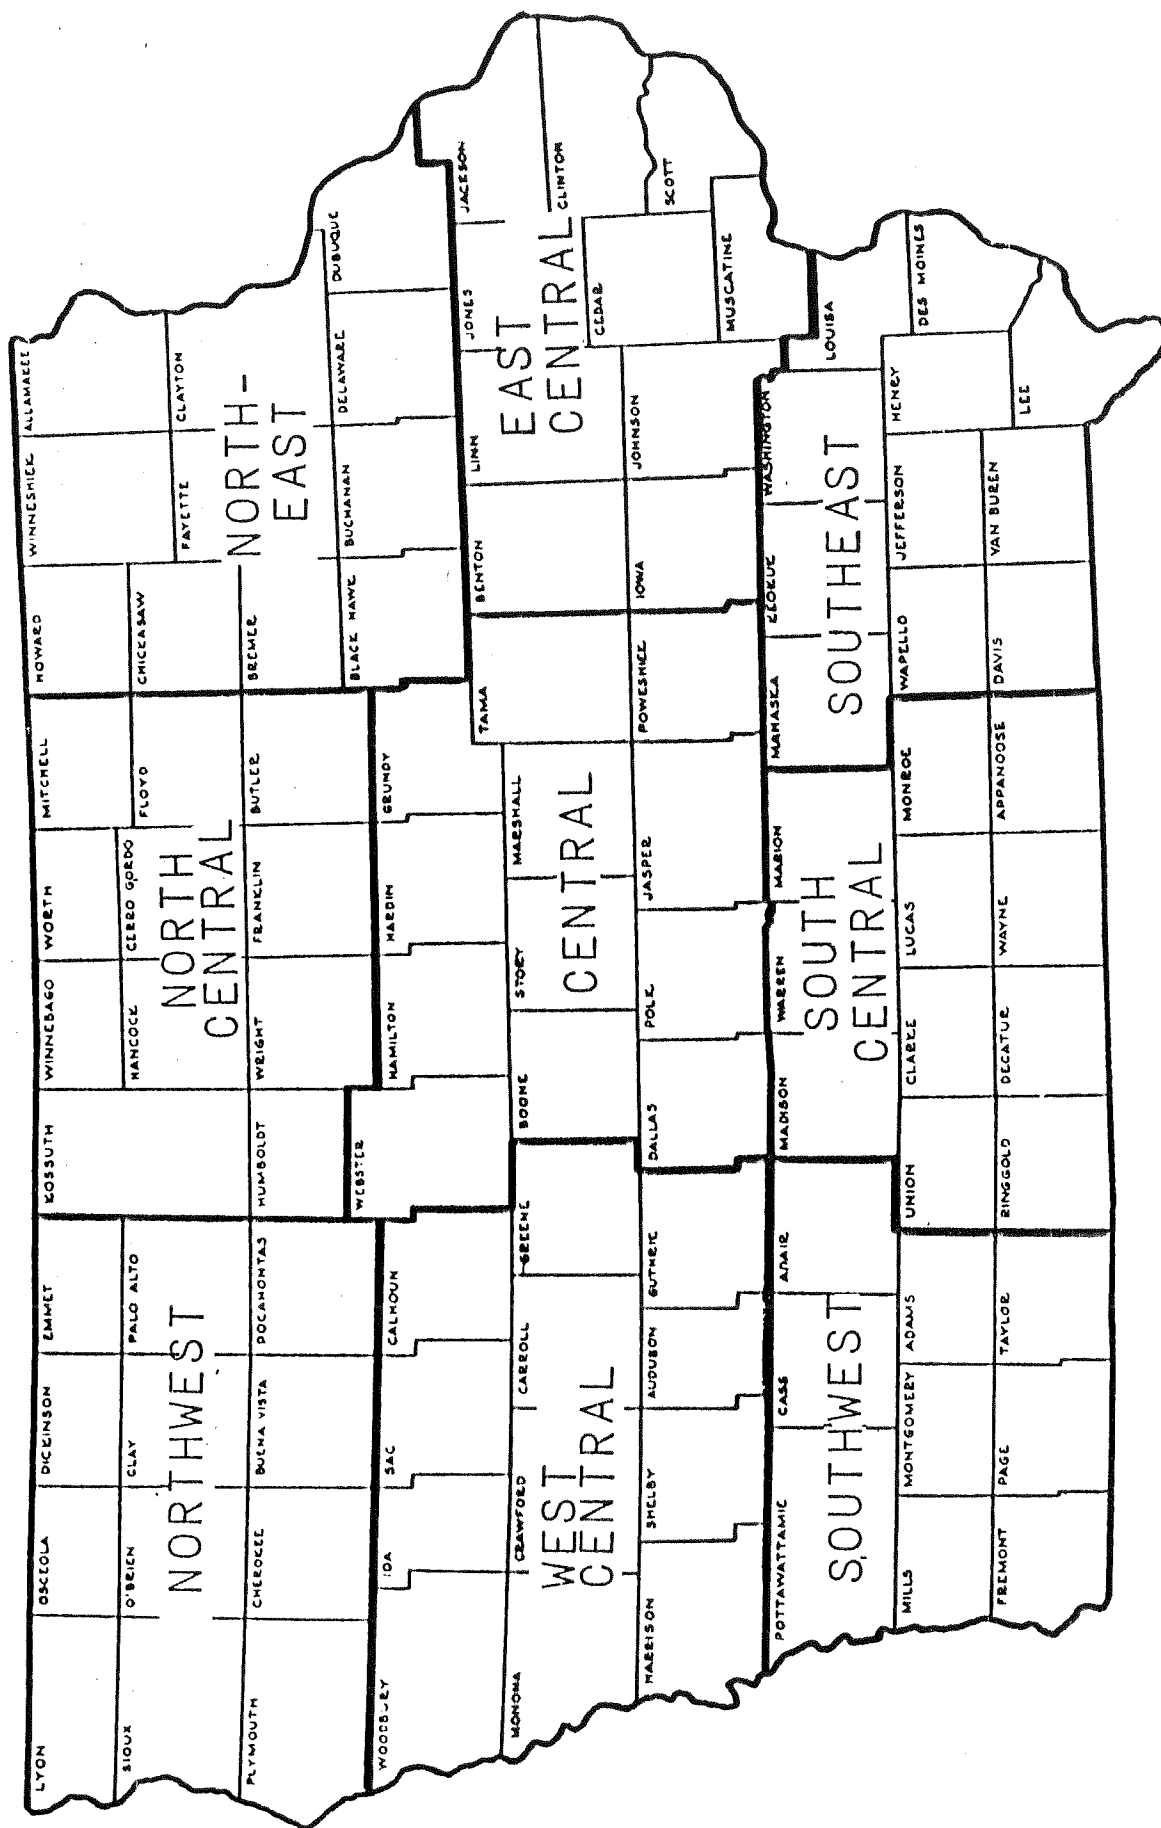 LYON
OSCEOLA
DICKINSON
EMMET
KOSSUTH
WINNEBAGO
WORTH
MITCHELL
HOWARD
WINNESHIEK
ALLAMAKEE
SIOUX
O'BRIEN
CLAY
PALO ALTO
HANCOCK
CERRO GORDO
FLOYD
CHICKASAW
FAYETTE
CLAYTON
NORTHWEST
NORTH
CENTRAL
NORTH-
EAST
PLYMOUTH
CHEROKEE
BUENA VISTA
POCAHONTAS
HUMBOLDT
WRIGHT
FRANKLIN
BUTLER
BREMER
BLACK HAWK
BUCHANAN
DELAWARE
DUBUQUE
WOODBURY
IDA
SAC
CALHOUN
WEBSTER
HAMILTON
HARDIN
GRUNDY
TAMA
BENTON
LINN
JONES
JACKSON
MONONA
CRAWFORD
CARROLL
GREENE
BOONE
STORY
MARSHALL
WEST
CENTRAL
CENTRAL
EAST
CENTRAL
CLINTON
CEDAR
SCOTT
HARRISON
SHELBY
AUDUBON
GUTHRIE
DALLAS
POLK
JASPER
POWESHIEK
IOWA
JOHNSON
MUSCATINE
POTTAWATTAMIE
CASS
ADAIR
MADISON
WARREN
MARION
MAHASKA
KEOKUK
WASHINGTON
LOUISA
SOUTHWEST
SOUTH
CENTRAL
SOUTHEAST
MILLS
MONTGOMERY
ADAMS
UNION
CLARKE
LUCAS
MONROE
WAPELLO
JEFFERSON
HENRY
DES MOINES
FREMONT
PAGE
TAYLOR
RINGGOLD
DECATUR
WAYNE
APPANOOSE
DAVIS
VAN BUREN
LEE